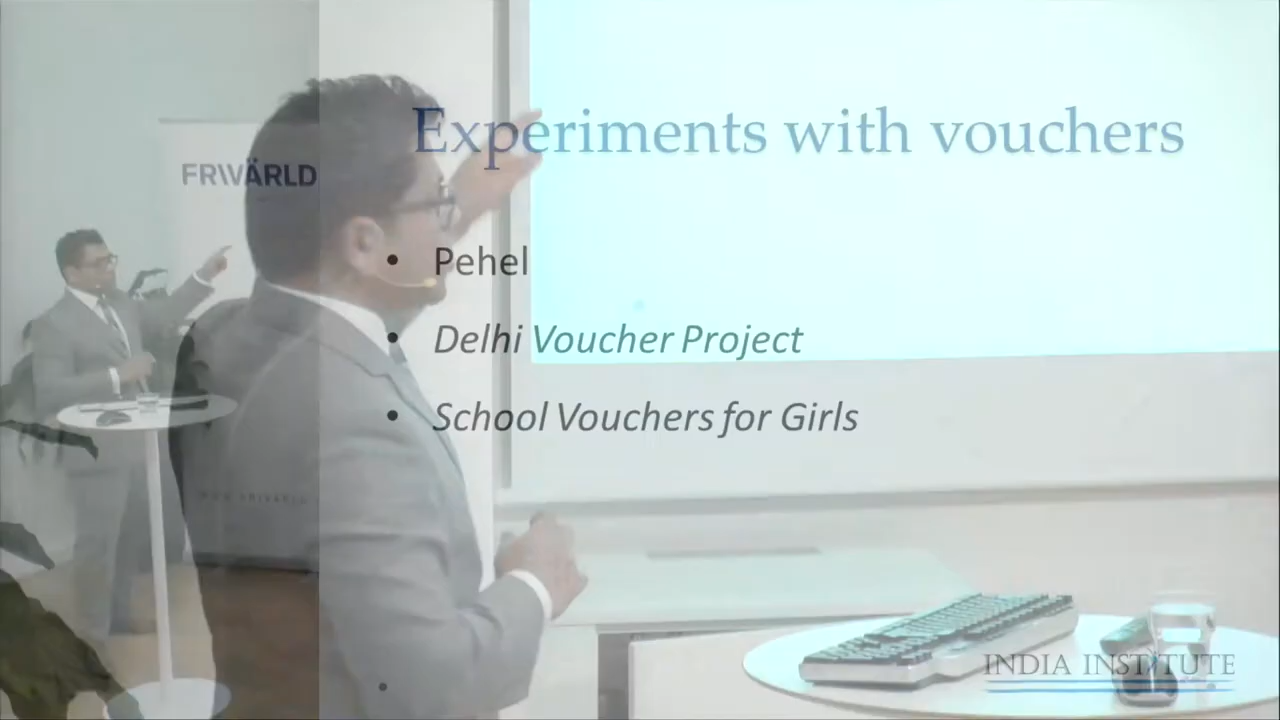 Experiments with vouchers
FRIVÄRLD
• Pehel
• Delhi Voucher Project
• School Vouchers for Girls
INDIA INSTITUTE